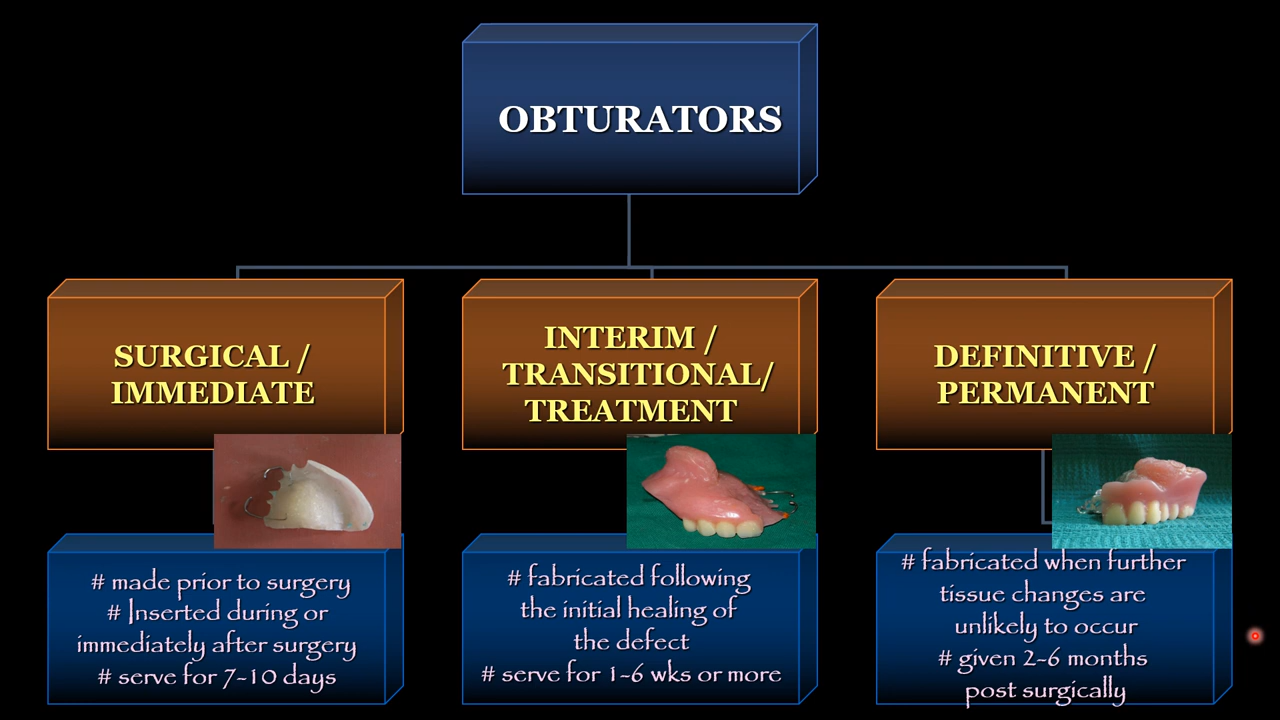 OBTURATORS
SURGICAL /
IMMEDIATE
INTERIM /
TRANSITIONAL/
TREATMENT
DEFINITIVE /
PERMANENT
# made prior to surgery
# Inserted during or
immediately after surgery
# serve for 7-10 days
# fabricated following
the initial healing of
the defect
# serve for 1-6 wks or more
# fabricated when further
tissue changes are
unlikely to occur
# given 2-6 months
post surgically